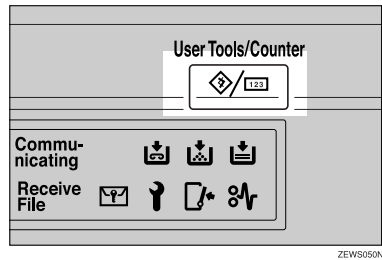 User Tools/Counter
123
Commu-
nicating
Receive
File
ZEWS050N